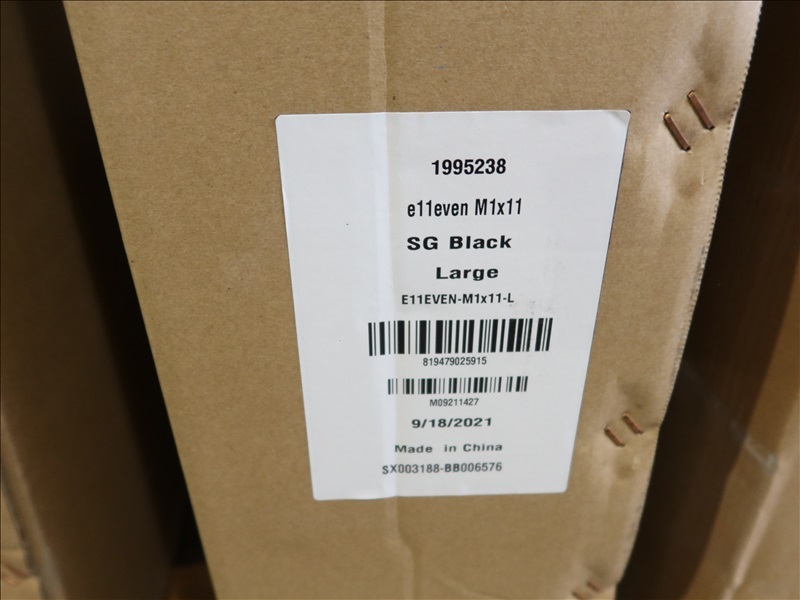 1995238
e11even M1x11
SG Black
Large
E11EVEN-M1x11-L
819479025915
M09211427
9/18/2021
Made in China
SX003188-BB006576